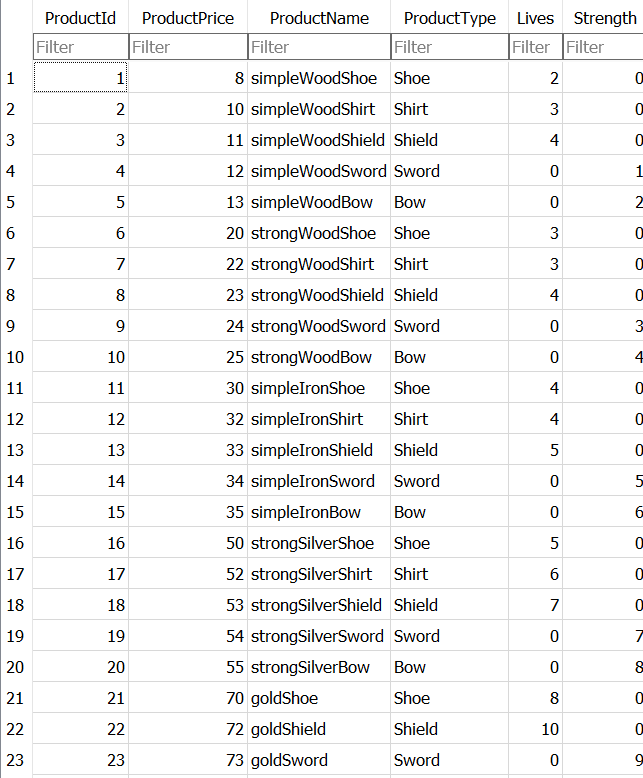 ProductId ProductPrice ProductName ProductType Lives Strength
Filter Filter Filter Filter Filter Filter
1 1 8 simpleWoodShoe Shoe 2 0
2 2 10 simpleWoodShirt Shirt 3 0
3 3 11 simpleWoodShield Shield 4 0
4 4 12 simpleWoodSword Sword 0 1
5 5 13 simpleWoodBow Bow 0 2
6 6 20 strongWoodShoe Shoe 3 0
7 7 22 strongWoodShirt Shirt 3 0
8 8 23 strongWoodShield Shield 4 0
9 9 24 strongWoodSword Sword 0 3
10 10 25 strongWoodBow Bow 0 4
11 11 30 simpleIronShoe Shoe 4 0
12 12 32 simpleIronShirt Shirt 4 0
13 13 33 simpleIronShield Shield 5 0
14 14 34 simpleIronSword Sword 0 5
15 15 35 simpleIronBow Bow 0 6
16 16 50 strongSilverShoe Shoe 5 0
17 17 52 strongSilverShirt Shirt 6 0
18 18 53 strongSilverShield Shield 7 0
19 19 54 strongSilverSword Sword 0 7
20 20 55 strongSilverBow Bow 0 8
21 21 70 goldShoe Shoe 8 0
22 22 72 goldShield Shield 10 0
23 23 73 goldSword Sword 0 9